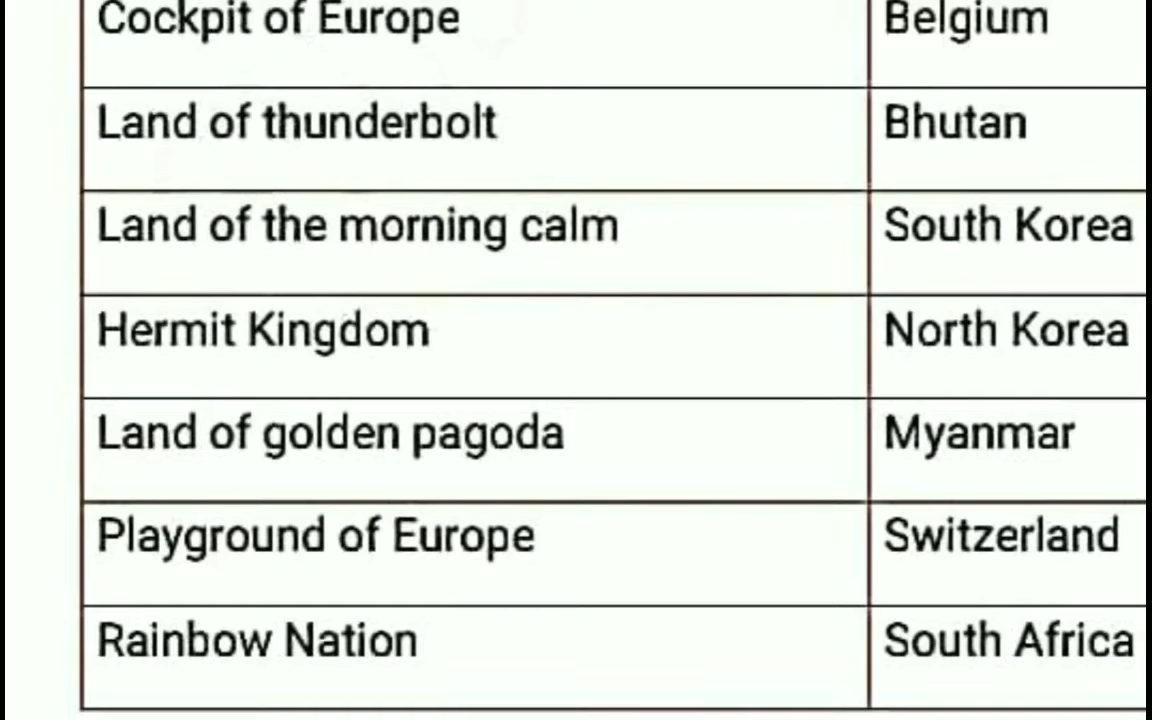 Cockpit of Europe Belgium
Land of thunderbolt Bhutan
Land of the morning calm South Korea
Hermit Kingdom North Korea
Land of golden pagoda Myanmar
Playground of Europe Switzerland
Rainbow Nation South Africa